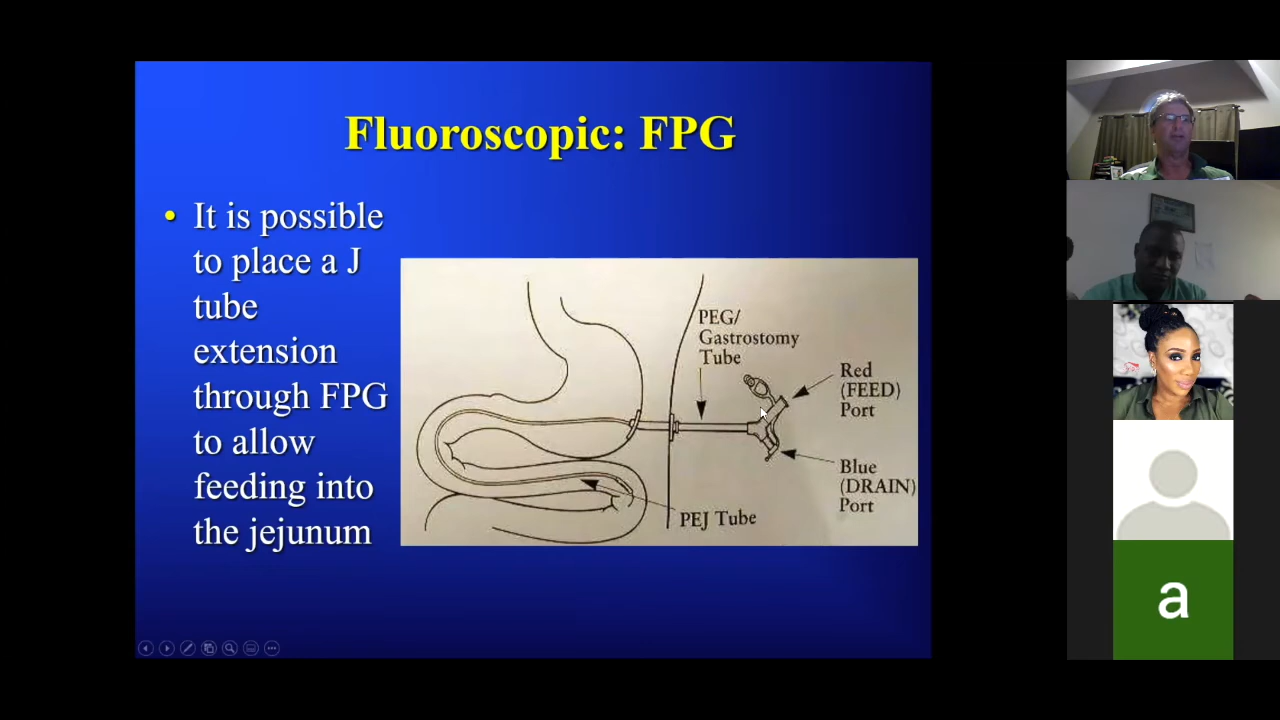 Fluoroscopic: FPG
• It is possible
to place a J
tube
extension
through FPG
to allow
feeding into
the jejunum
PEG/
Gastrostomy
Tube
Red
(FEED)
Port
Blue
(DRAIN)
Port
PEJ Tube
a